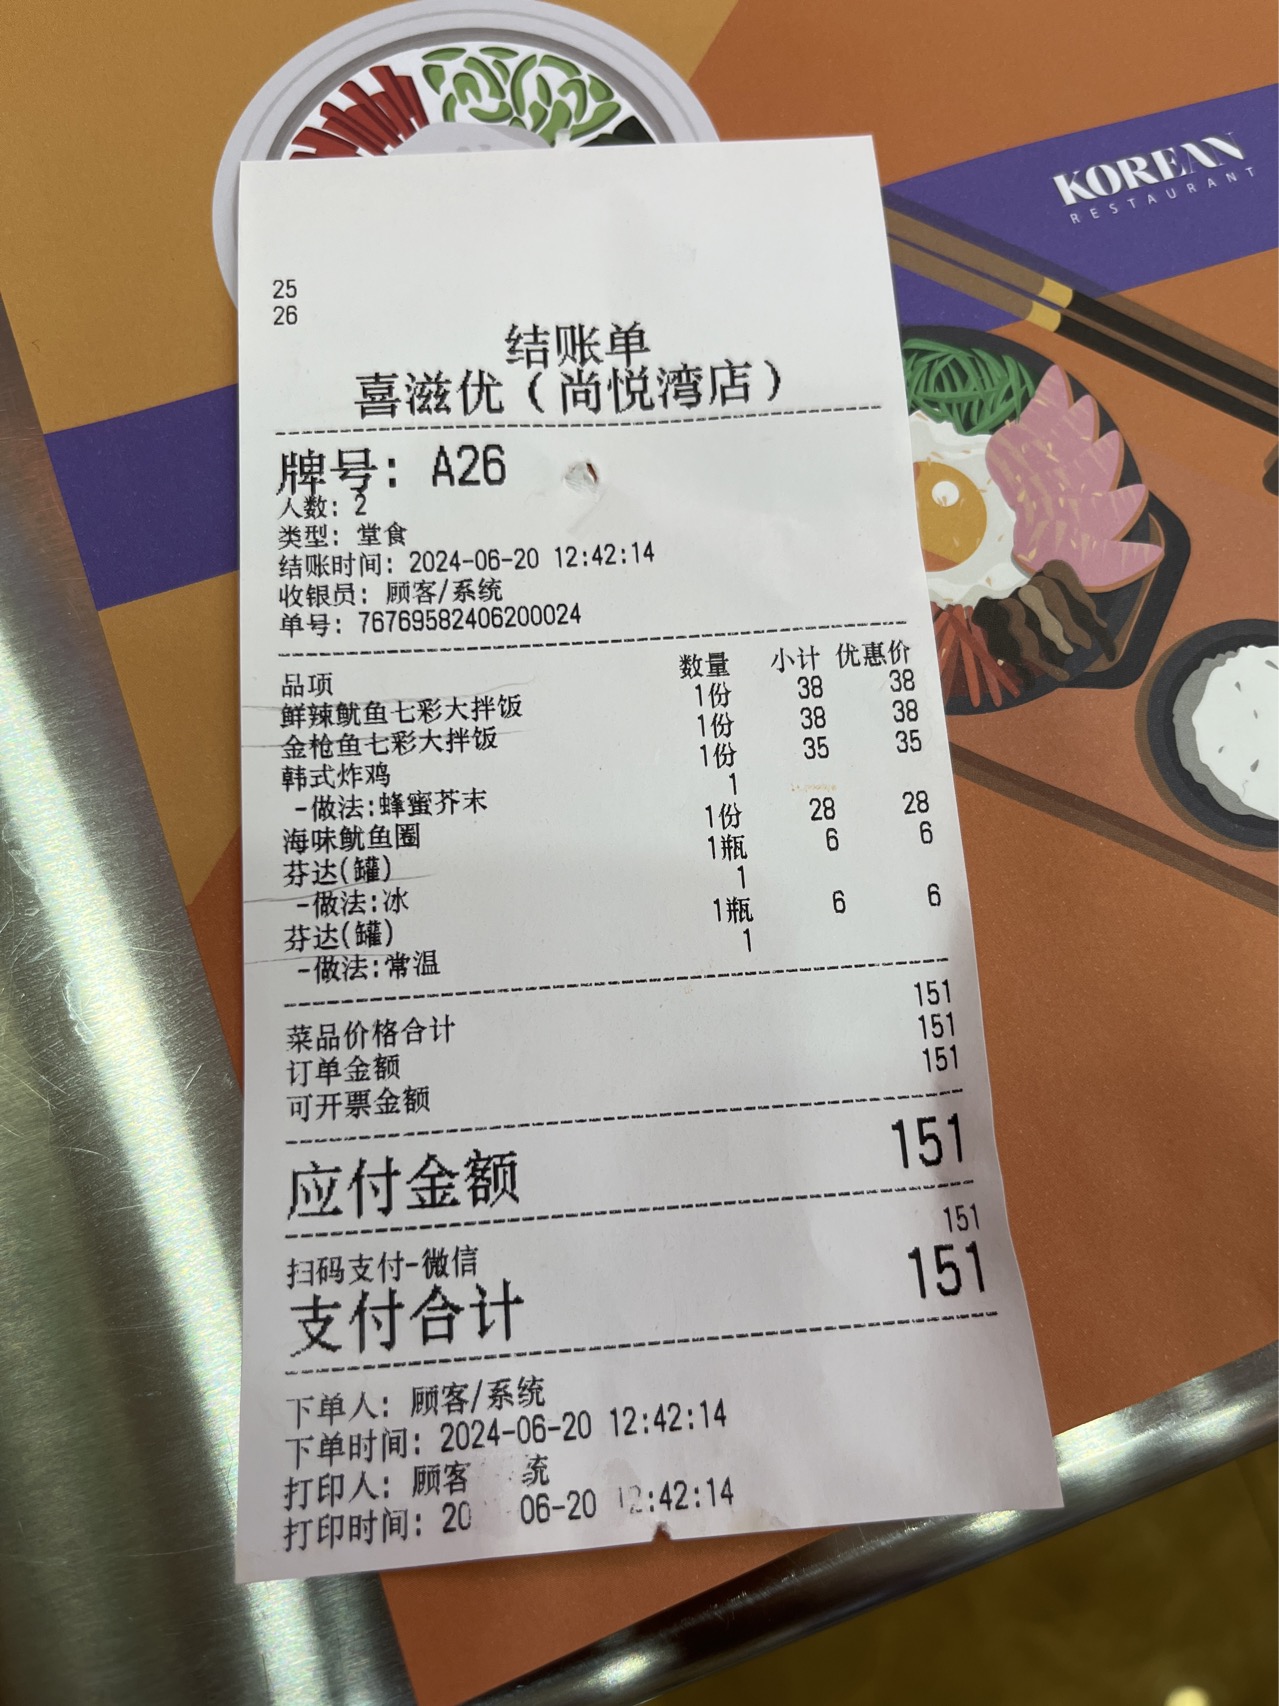 KOREAN
RESTAURANT
25
26
结账单
喜滋优（尚悦湾店）
牌号: A26
人数: 2
类型: 堂食
结账时间: 2024-06-20 12:42:14
收银员: 顾客/系统
单号: 76769582406200024
品项 数量 小计 优惠价
鲜辣鱿鱼七彩大拌饭 1份 38 38
金枪鱼七彩大拌饭 1份 38 38
韩式炸鸡 1份 35 35
-做法:蜂蜜芥末 1
海味鱿鱼圈 1份 28 28
芬达(罐) 1瓶 6 6
-做法:冰 1
芬达(罐) 1瓶 6 6
-做法:常温 1
菜品价格合计 151
订单金额 151
可开票金额 151
应付金额 151
扫码支付-微信 151
支付合计 151
下单人: 顾客/系统
下单时间: 2024-06-20 12:42:14
打印人: 顾客 统
打印时间: 20 06-20 12:42:14